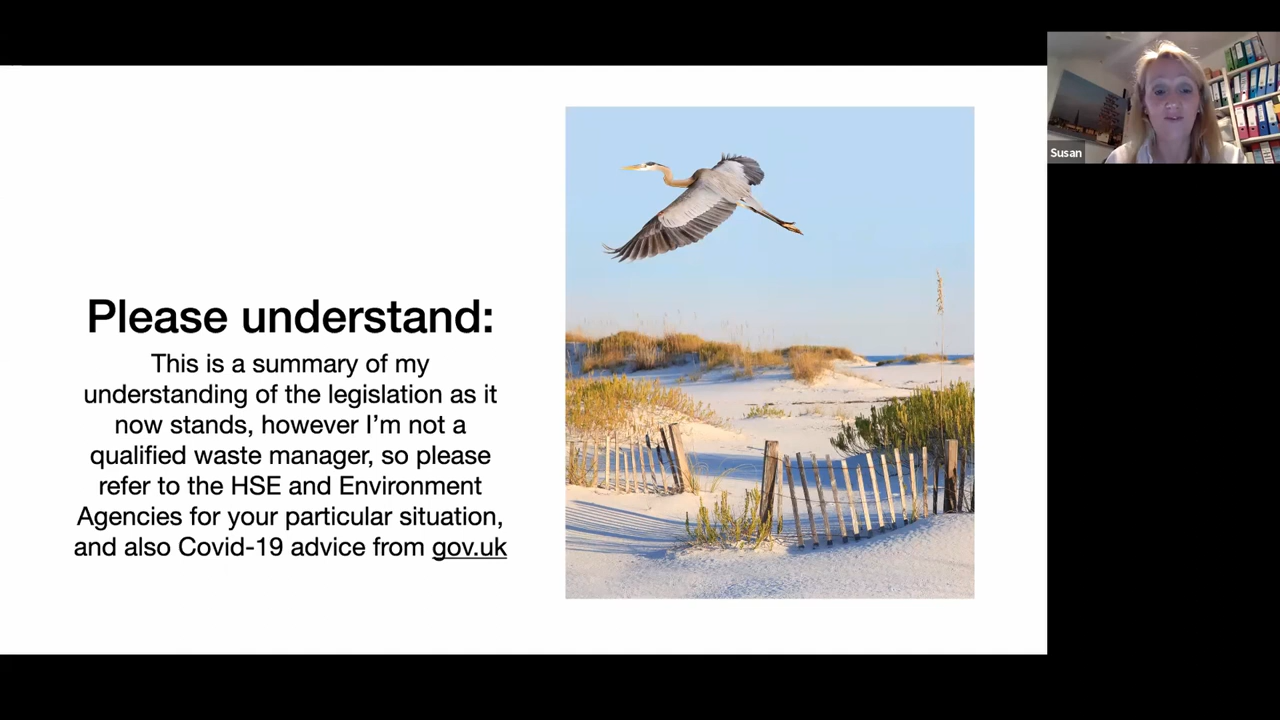 Please understand:
This is a summary of my
understanding of the legislation as it
now stands, however I’m not a
qualified waste manager, so please
refer to the HSE and Environment
Agencies for your particular situation,
and also Covid-19 advice from gov.uk
Susan